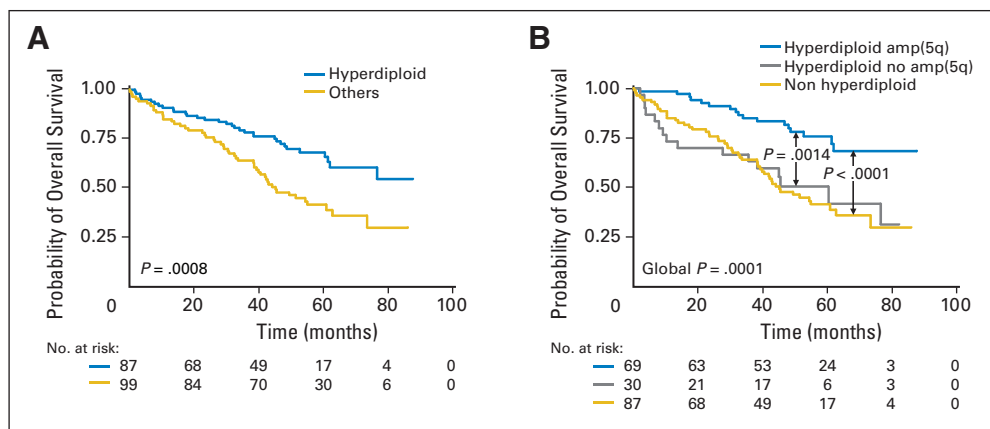 A
Hyperdiploid
Others
Probability of Overall Survival
1.00
0.75
0.50
0.25
P = .0008
0 20 40 60 80 100
Time (months)
No. at risk:
87 68 49 17 4 0
99 84 70 30 6 0
B
Hyperdiploid amp(5q)
Hyperdiploid no amp(5q)
Non hyperdiploid
Probability of Overall Survival
1.00
0.75
0.50
0.25
P = .0014
P < .0001
Global P = .0001
0 20 40 60 80 100
Time (months)
No. at risk:
69 63 53 24 3 0
30 21 17 6 3 0
87 68 49 17 4 0